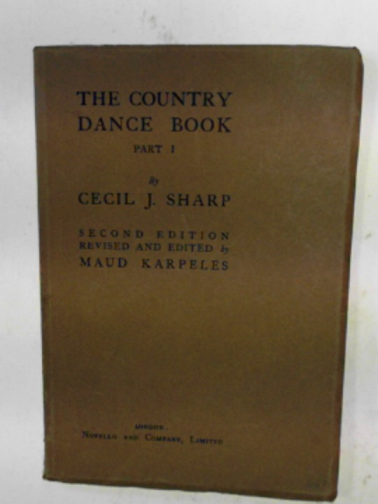 THE COUNTRY
DANCE BOOK
PART I
By
CECIL J. SHARP
SECOND EDITION
REVISED AND EDITED by
MAUD KARPELES
LONDON
NOVELLO AND COMPANY, LIMITED